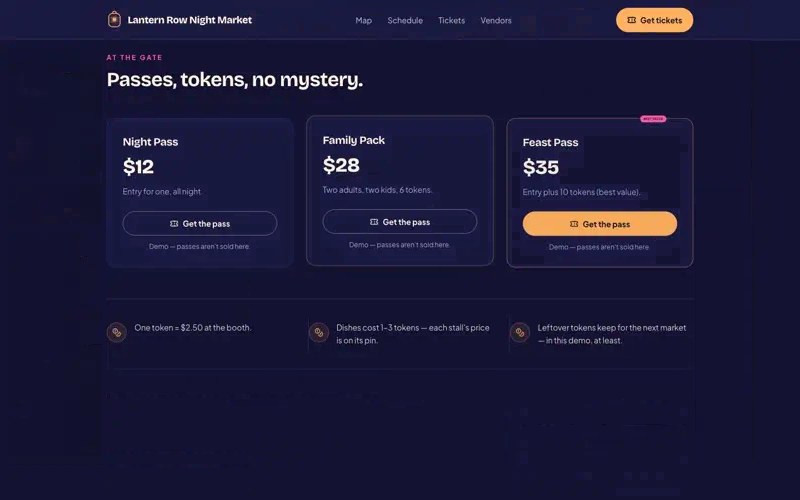 Lantern Row Night Market
Map
Schedule
Tickets
Vendors
Get tickets
AT THE GATE
Passes, tokens, no mystery.
Night Pass
$12
Entry for one, all night.
Get the pass
Demo — passes aren't sold here.
Family Pack
$28
Two adults, two kids, 6 tokens.
Get the pass
Demo — passes aren't sold here.
BEST VALUE
Feast Pass
$35
Entry plus 10 tokens (best value).
Get the pass
Demo — passes aren't sold here.
One token = $2.50 at the booth.
Dishes cost 1–3 tokens — each stall's price
is on its pin.
Leftover tokens keep for the next market
— in this demo, at least.